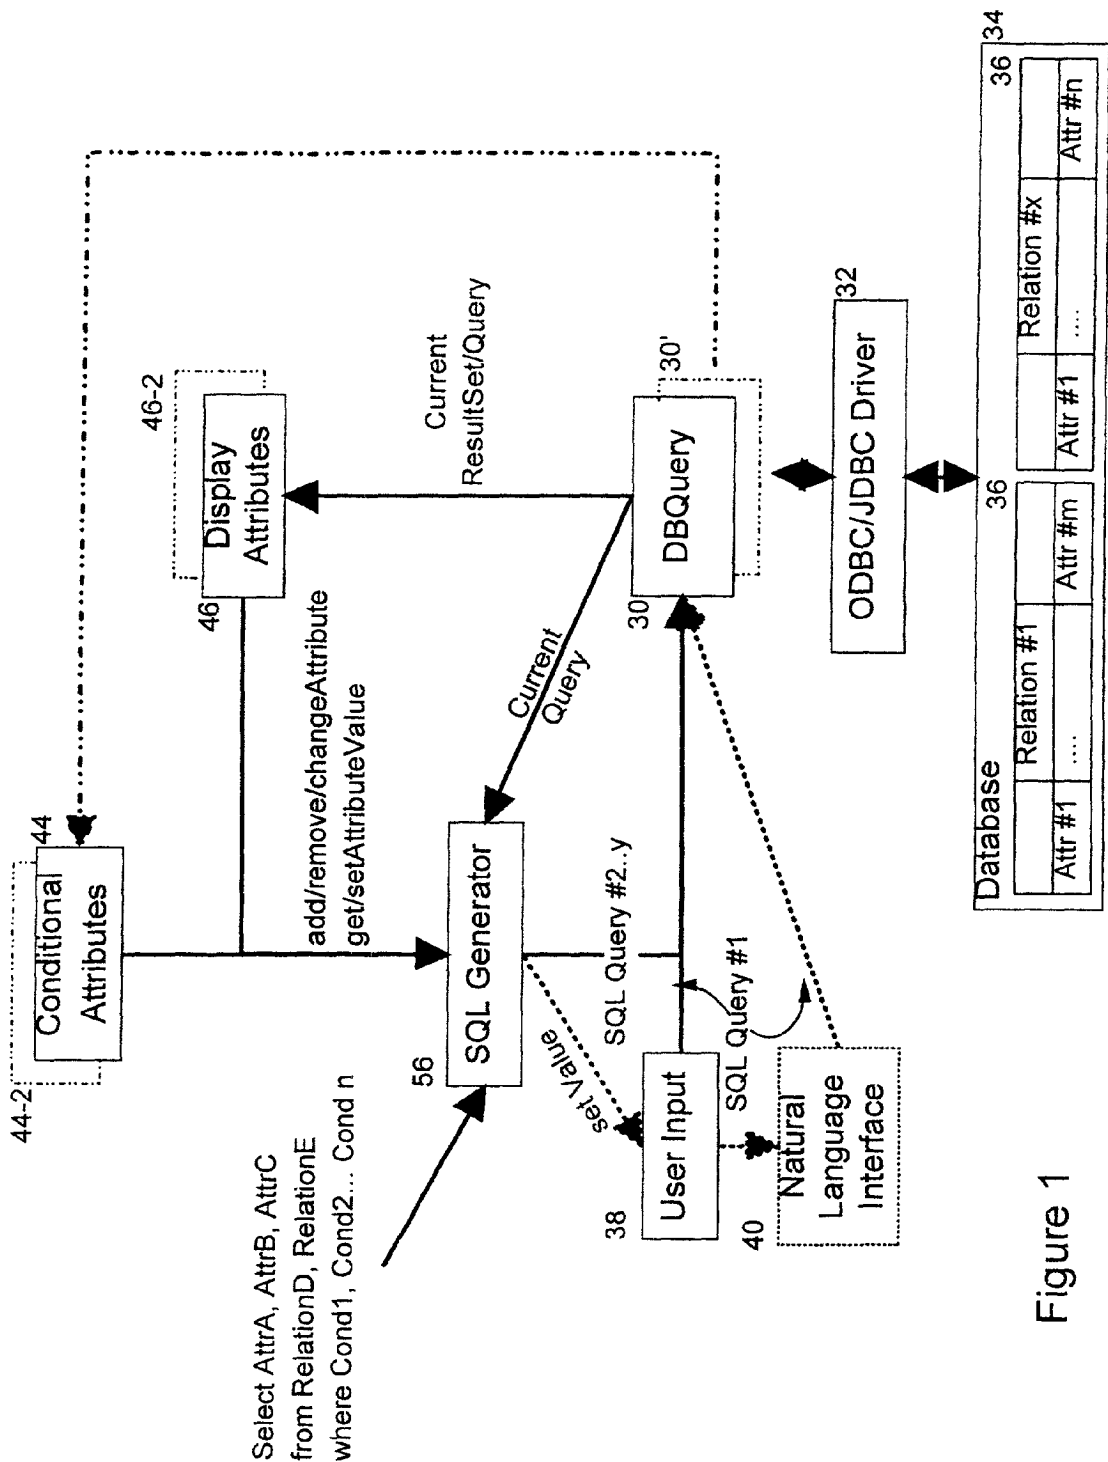 44-2
Conditional
Attributes
44
46-2
Display
Attributes
46
Current
ResultSet/Query
add/remove/changeAttribute
get/setAttributeValue
Select AttrA, AttrB, AttrC
from RelationD, RelationE
where Cond1, Cond2... Cond n
56
SQL Generator
Current
Query
set Value
SQL Query #2..y
SQL Query #1
38
User Input
40
Natural
Language
Interface
30
DBQuery
30'
ODBC/JDBC Driver
32
Database
36
36
34
Relation #1
Attr #1
....
Attr #m
Relation #x
Attr #1
....
Attr #n
Figure 1